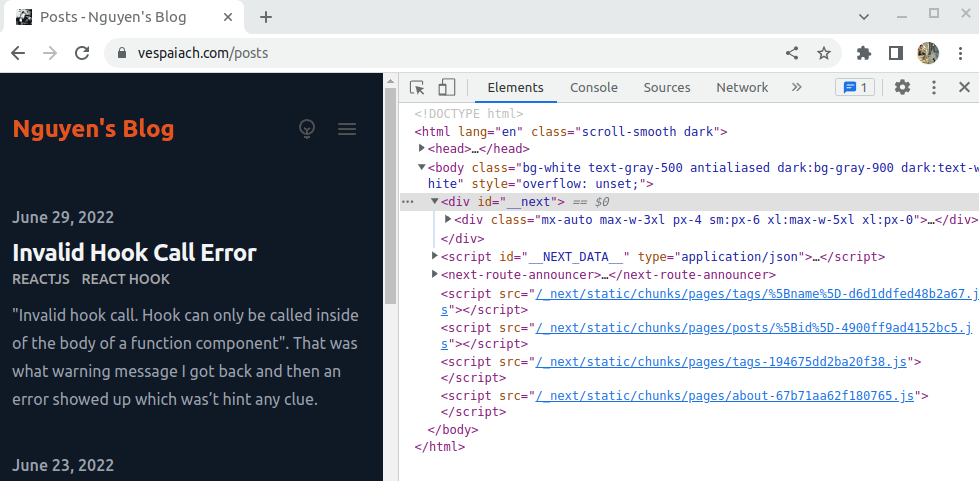 Posts - Nguyen's Blog
vespaiach.com/posts
Nguyen's Blog
June 29, 2022
Invalid Hook Call Error
REACTJS REACT HOOK
"Invalid hook call. Hook can only be called inside
of the body of a function component". That was
what warning message I got back and then an
error showed up which was’t hint any clue.
June 23, 2022
Elements Console Sources Network » 1
<!DOCTYPE html>
<html lang="en" class="scroll-smooth dark">
<head>…</head>
<body class="bg-white text-gray-500 antialiased dark:bg-gray-900 dark:text-w
hite" style="overflow: unset;">
<div id="__next"> == $0
<div class="mx-auto max-w-3xl px-4 sm:px-6 xl:max-w-5xl xl:px-0">…</div>
</div>
<script id="__NEXT_DATA__" type="application/json">…</script>
<next-route-announcer>…</next-route-announcer>
<script src="/_next/static/chunks/pages/tags/%5Bname%5D-d6d1ddfed48b2a67.j
s"></script>
<script src="/_next/static/chunks/pages/posts/%5Bid%5D-4900ff9ad4152bc5.j
s"></script>
<script src="/_next/static/chunks/pages/tags-194675dd2ba20f38.js">
</script>
<script src="/_next/static/chunks/pages/about-67b71aa62f180765.js">
</script>
</body>
</html>